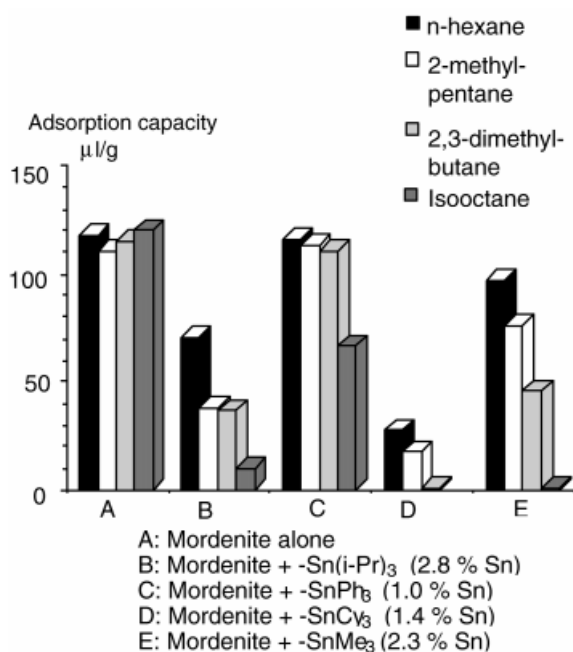 n-hexane
2-methyl-
pentane
2,3-dimethyl-
butane
Isooctane
Adsorption capacity
µl/g
150
100
50
0
A B C D E
A: Mordenite alone
B: Mordenite + -Sn(i-Pr)3 (2.8 % Sn)
C: Mordenite + -SnPh3 (1.0 % Sn)
D: Mordenite + -SnCy3 (1.4 % Sn)
E: Mordenite + -SnMe3 (2.3 % Sn)